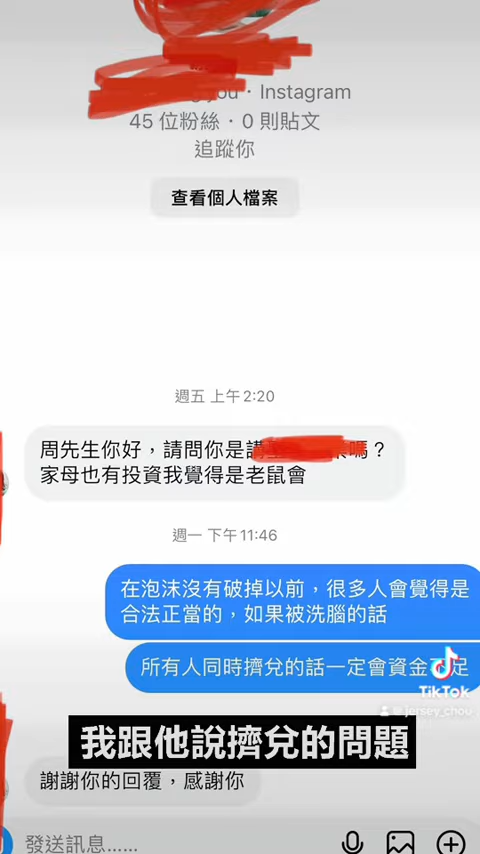 you · Instagram
45 位粉絲 · 0 則貼文
追蹤你
查看個人檔案
週五 上午2:20
周先生你好，請問你是講嗎？
家母也有投資我覺得是老鼠會
週一 下午11:46
在泡沫沒有破掉以前，很多人會覺得是
合法正當的，如果被洗腦的話
所有人同時擠兌的話一定會資金足
TikTok
@jersey_chou
我跟他說擠兌的問題
謝謝你的回覆，感謝你
發送訊息......